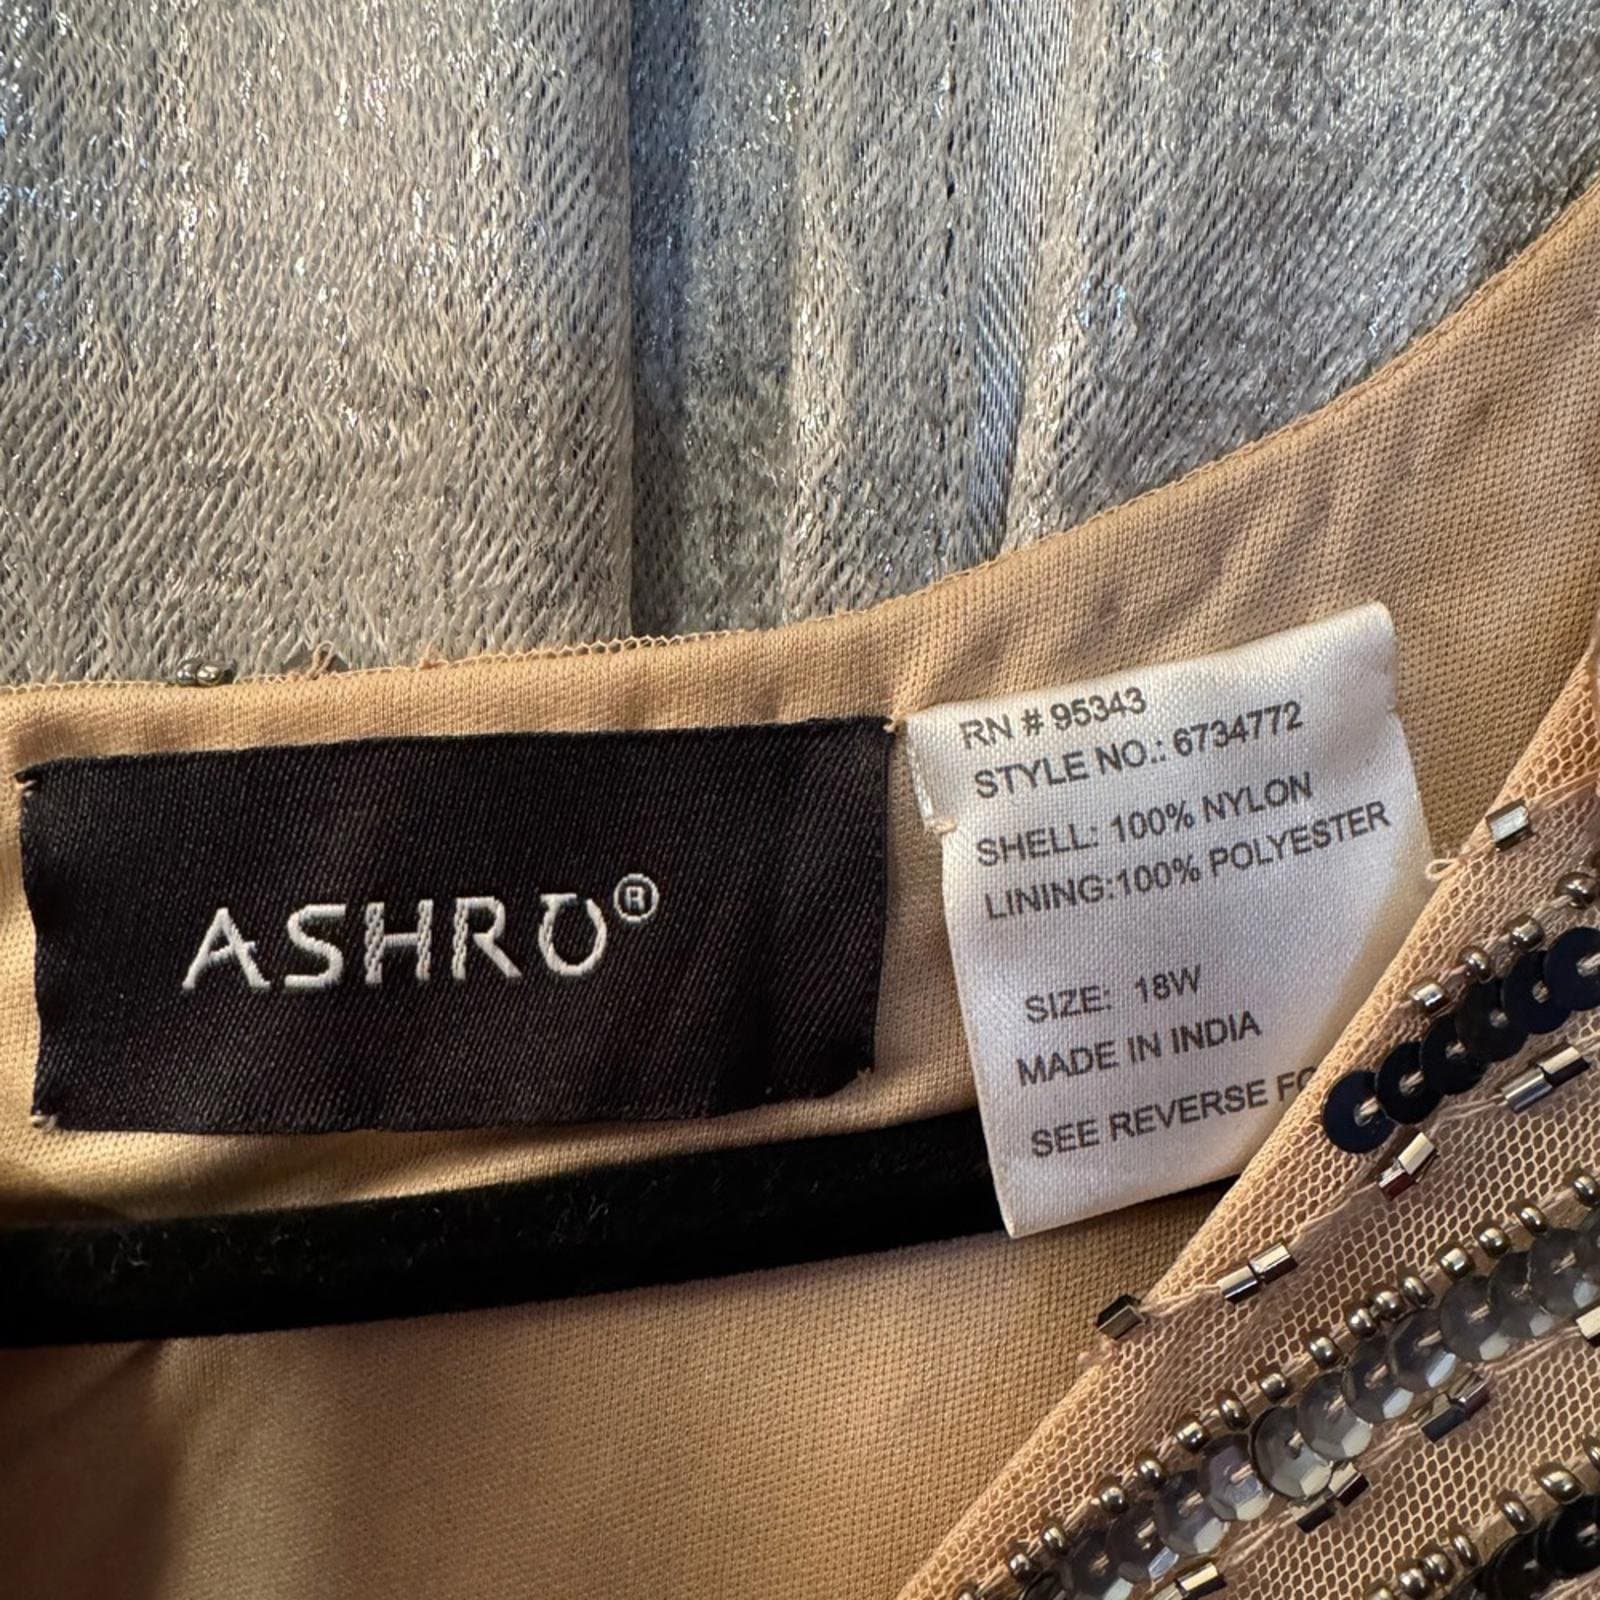 ASHRO®
RN # 95343
STYLE NO.: 6734772
SHELL: 100% NYLON
LINING:100% POLYESTER
SIZE: 18W
MADE IN INDIA
SEE REVERSE